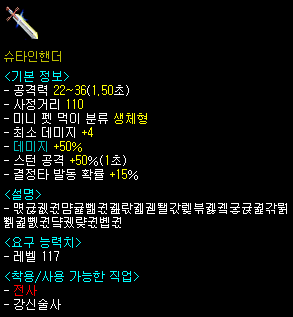 슈타인핸더
<기본 정보>
- 공격력 22~36(1.50초)
- 사정거리 110
- 미니 펫 먹이 분류 생체형
- 최소 데미지 +4
- 데미지 +50%
- 스턴 공격 +50%(1초)
- 결정타 발동 확률 +15%
<설명>
<요구 능력치>
- 레벨 117
<착용/사용 가능한 직업>
- 전사
- 강신술사